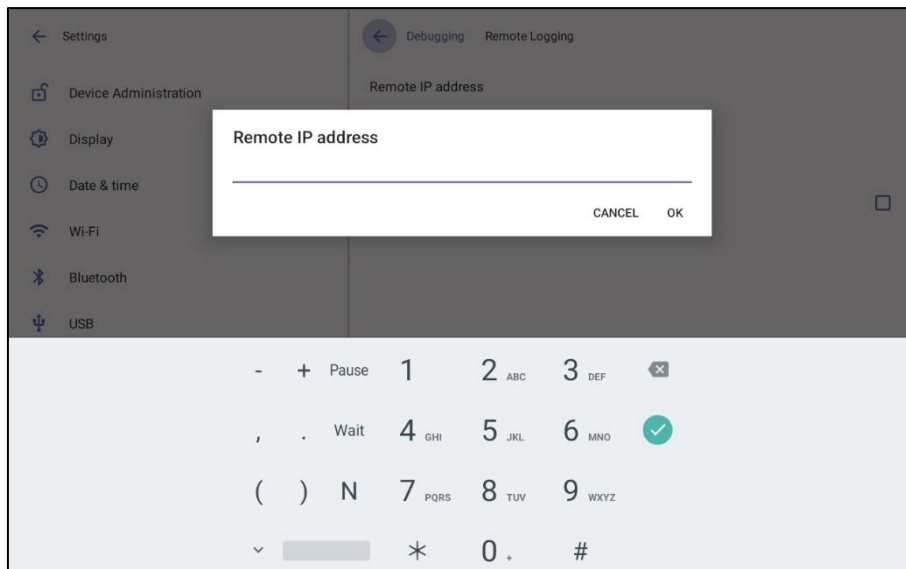 Settings
Debugging Remote Logging
Device Administration
Remote IP address
Display
Remote IP address
Date & time
CANCEL OK
Wi-Fi
Bluetooth
USB
- + Pause 1 2 ABC 3 DEF
, . Wait 4 GHI 5 JKL 6 MNO
( ) N 7 PQRS 8 TUV 9 WXYZ
* 0 + #